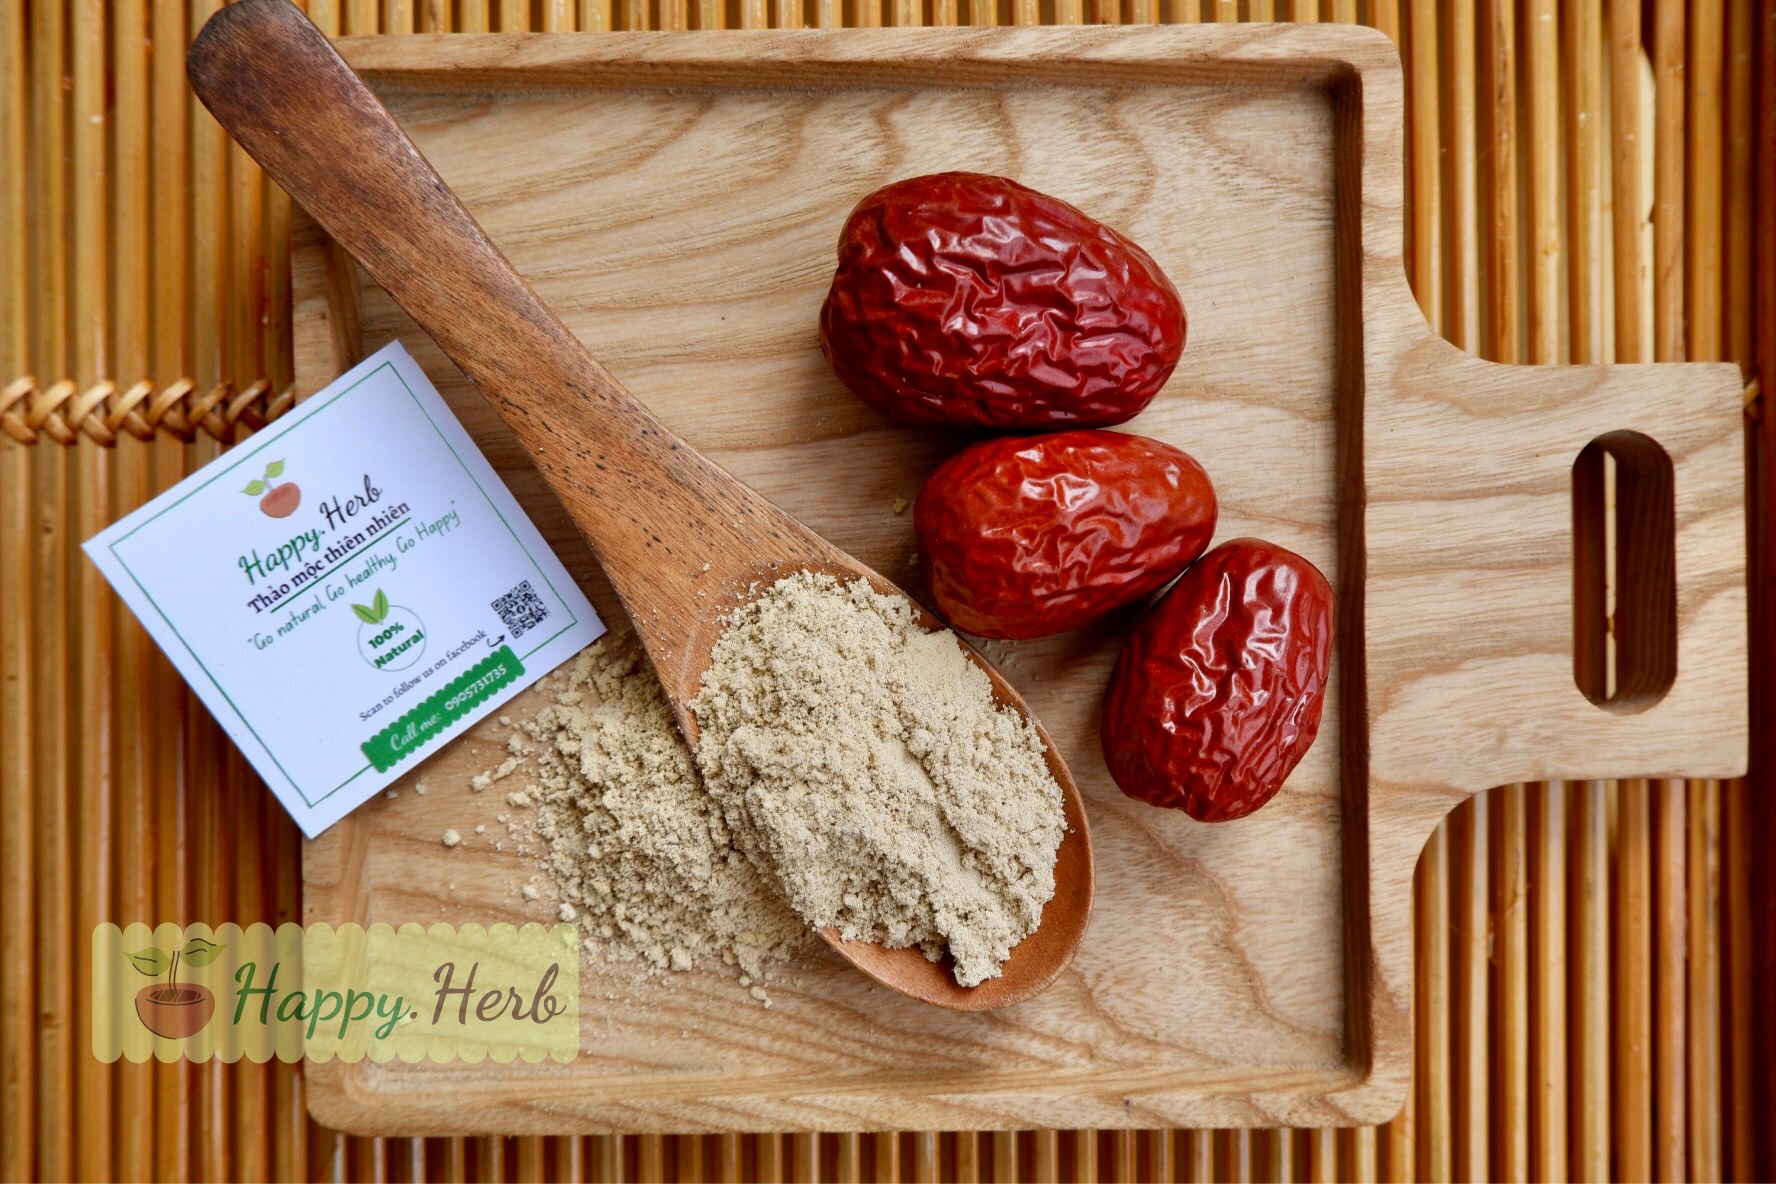 Happy.Herb
Thảo mộc thiên nhiên
"Go natural, Go healthy, Go Happy"
100%
Natural
Scan to follow us on facebook
Call me: 0905731735
Happy.Herb